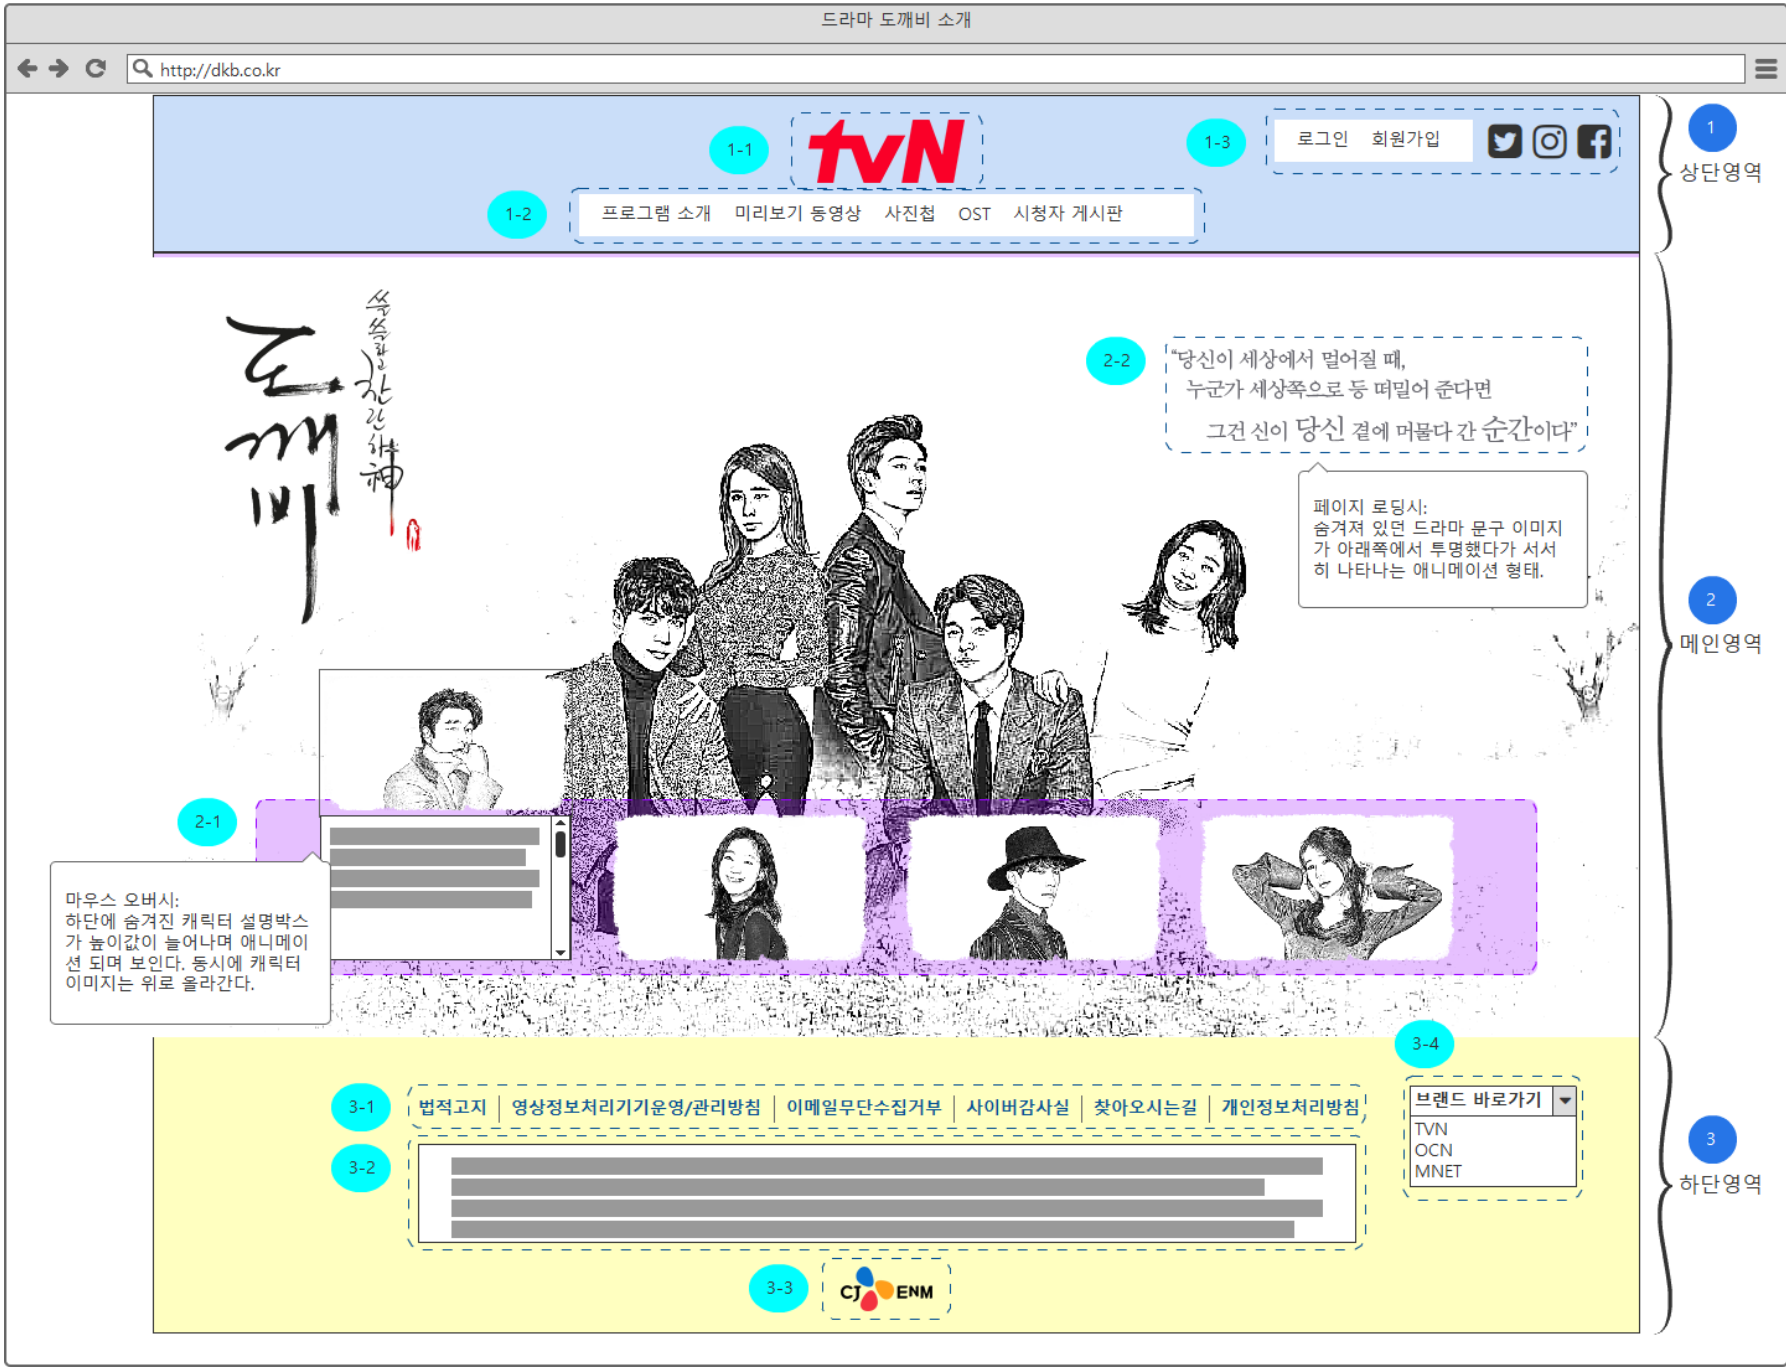 드라마 도깨비 소개
http://dkb.co.kr
1-1
tvN
1-3
로그인 회원가입
1
상단영역
1-2
프로그램 소개 미리보기 동영상 사진첩 OST 시청자 게시판
도깨비
쓸쓸하고 찬란하神
2-2
“당신이 세상에서 멀어질 때,
누군가 세상쪽으로 등 떠밀어 준다면
그건 신이 당신 곁에 머물다 간 순간이다”
페이지 로딩시:
숨겨져 있던 드라마 문구 이미지
가 아래쪽에서 투명했다가 서서
히 나타나는 애니메이션 형태.
2
메인영역
2-1
마우스 오버시:
하단에 숨겨진 캐릭터 설명박스
가 높이값이 늘어나며 애니메이
션 되며 보인다. 동시에 캐릭터
이미지는 위로 올라간다.
3-4
3-1
법적고지 | 영상정보처리기기운영/관리방침 | 이메일무단수집거부 | 사이버감사실 | 찾아오시는길 | 개인정보처리방침
브랜드 바로가기
TVN
OCN
MNET
3
하단영역
3-2
3-3
CJ ENM